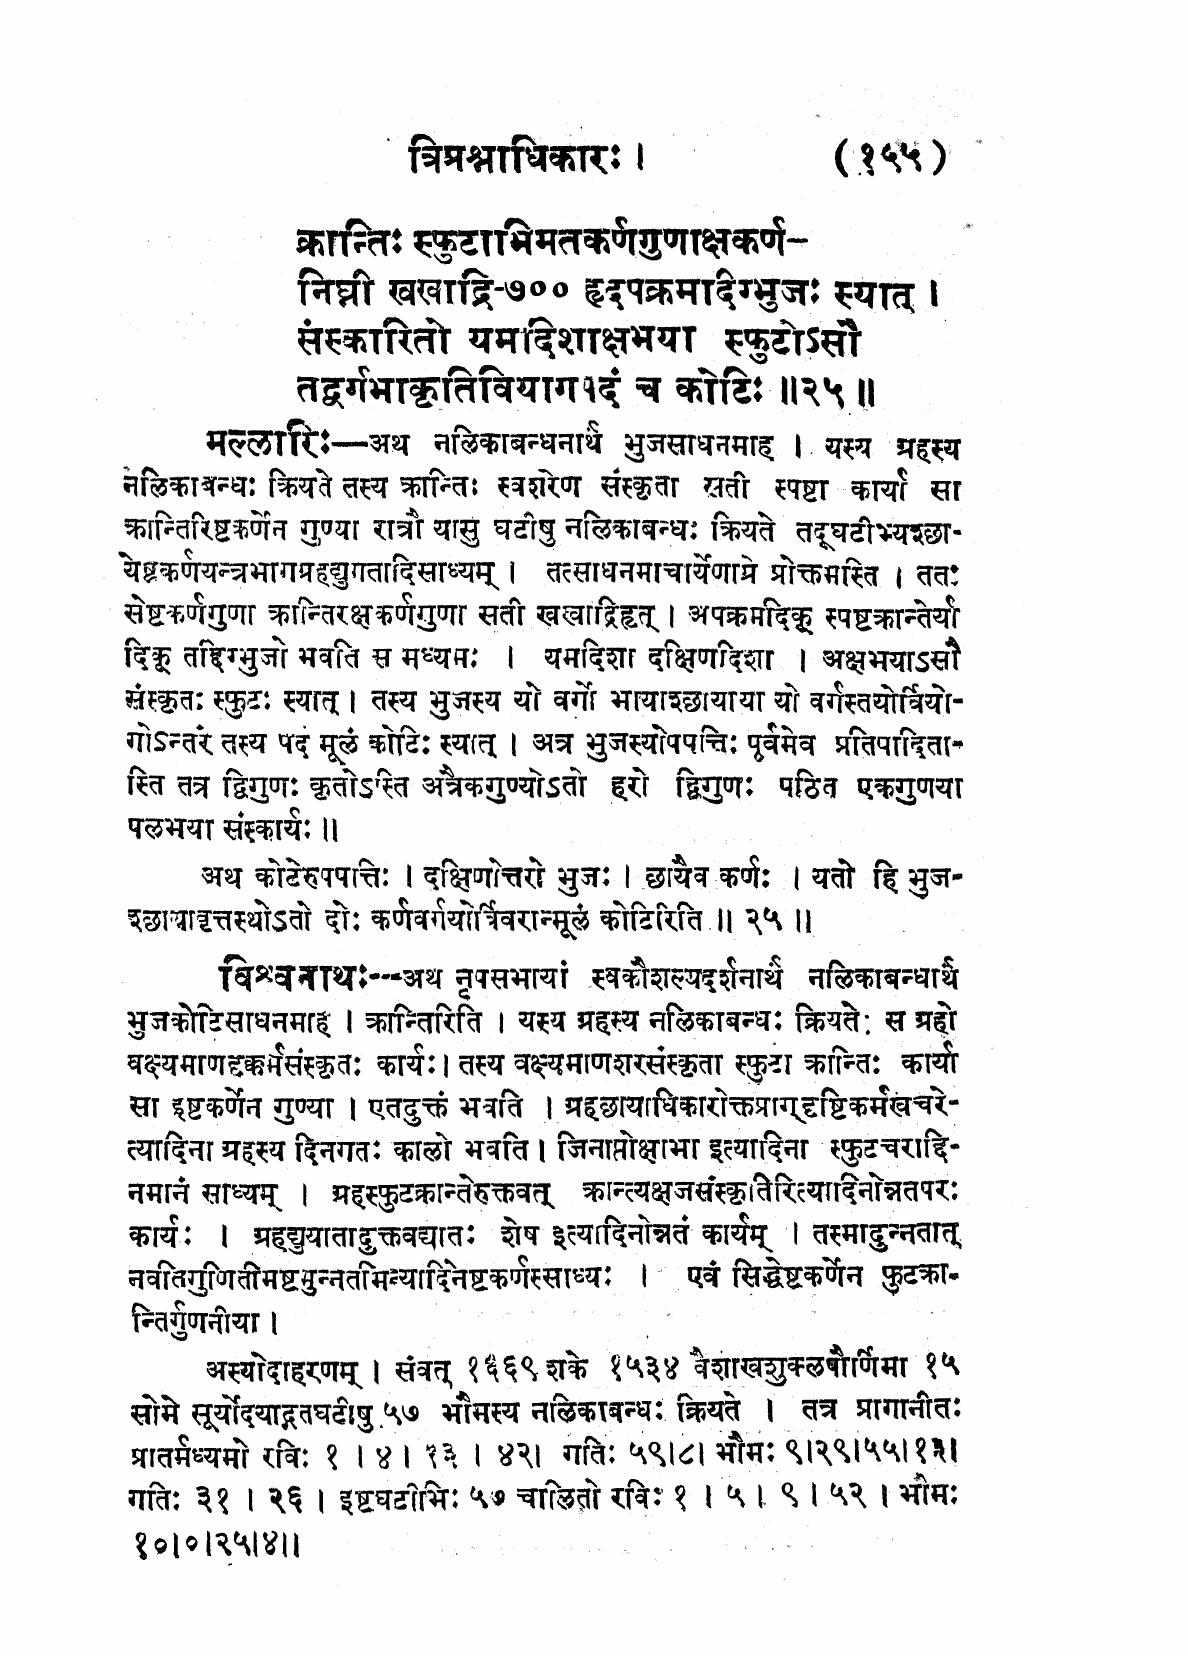 त्रिप्रश्नाधिकारः । (१५५)
क्रान्तिः स्फुटाभिमतकर्णगुणाक्षकर्ण-
निघ्नी खखाद्रि-७०० हृदपक्रमादिग्भुजः स्यात् ।
संस्कारितो यमदिशाक्षभया स्फुटोऽसौ
तद्वर्गभाकृतिवियागपदं च कोटिः ॥२५॥
मल्लारिः—अथ नलिकाबन्धनार्थं भुजसाधनमाह । यस्य ग्रहस्य
नलिकाबन्धः क्रियते तस्य क्रान्तिः स्वशरेण संस्कृता सती स्पष्टा कार्या सा
क्रान्तिरिष्टकर्णेन गुण्या रात्रौ यासु घटीषु नलिकाबन्धः क्रियते तद्घटीभ्यश्छा-
येष्टकर्णयन्त्रभागग्रहद्युगतादिसाध्यम् । तत्साधनमाचार्येणाग्रे प्रोक्तमस्ति । ततः
सेष्टकर्णगुणा क्रान्तिरक्षकर्णगुणा सती खखाद्रिहृत् । अपक्रमदिक् स्पष्टक्रान्तेर्या
दिक् तद्दिग्भुजो भवति स मध्यमः । यमदिशा दक्षिणदिशा । अक्षभयाऽसौ
संस्कृतः स्फुटः स्यात् । तस्य भुजस्य यो वर्गो भायाश्छायाया यो वर्गस्तयोर्वियो-
गोऽन्तरं तस्य पदं मूलं कोटिः स्यात् । अत्र भुजस्योपपत्तिः पूर्वमेव प्रतिपादिता-
स्ति तत्र द्विगुणः कृतोऽस्ति अत्रैकगुण्योऽतो हरो द्विगुणः पठित एकगुणया
पलभया संस्कार्यः ॥
अथ कोटेरुपपत्तिः । दक्षिणोत्तरो भुजः । छायैव कर्णः । यतो हि भुज-
श्छायावृत्तस्थोऽतो दोः कर्णवर्गयोर्विवरान्मूलं कोटिरिति ॥ २५ ॥
विश्वनाथः---अथ नृपसभायां स्वकौशल्यदर्शनार्थं नलिकाबन्धार्थं
भुजकोटिसाधनमाह । क्रान्तिरिति । यस्य ग्रहस्य नलिकाबन्धः क्रियते स ग्रहो
वक्ष्यमाणदृक्कर्मसंस्कृतः कार्यः। तस्य वक्ष्यमाणशरसंस्कृता स्फुटा क्रान्तिः कार्या
सा इष्टकर्णेन गुण्या । एतदुक्तं भवति । ग्रहछायाधिकारोक्तप्राग्दृष्टिकर्मखचरे-
त्यादिना ग्रहस्य दिनगतः कालो भवति । जिनाप्तोक्षाभा इत्यादिना स्फुटचराद्दि-
नमानं साध्यम् । ग्रहस्फुटक्रान्तेरुक्तवत् क्रान्त्यक्षजसंस्कृतिरित्यादिनोन्नतपरः
कार्यः । ग्रहद्युयातादुक्तवद्यातः शेष इत्यादिनोन्नतं कार्यम् । तस्मादुन्नतात्
नवतिगुणितमिष्टमुन्नतमित्यादिनेष्टकर्णस्साध्यः । एवं सिद्धेष्टकर्णेन फुटक्रा-
न्तिर्गुणनीया ।
अस्योदाहरणम् । संवत् १६६९ शके १५३४ वैशाखशुक्लपौर्णिमा १५
सोमे सूर्योदयाद्गतघटीषु ५७ भौमस्य नलिकाबन्धः क्रियते । तत्र प्रागानीतः
प्रातर्मध्यमो रविः १ । ४ । १३ । ४२। गतिः ५९।८। भौमः ९।२९।५५।१३।
गतिः ३१ । २६ । इष्टघटीभिः ५७ चालितो रविः १ । ५ । ९ । ५२ । भौमः
१०।०।२५।४।।